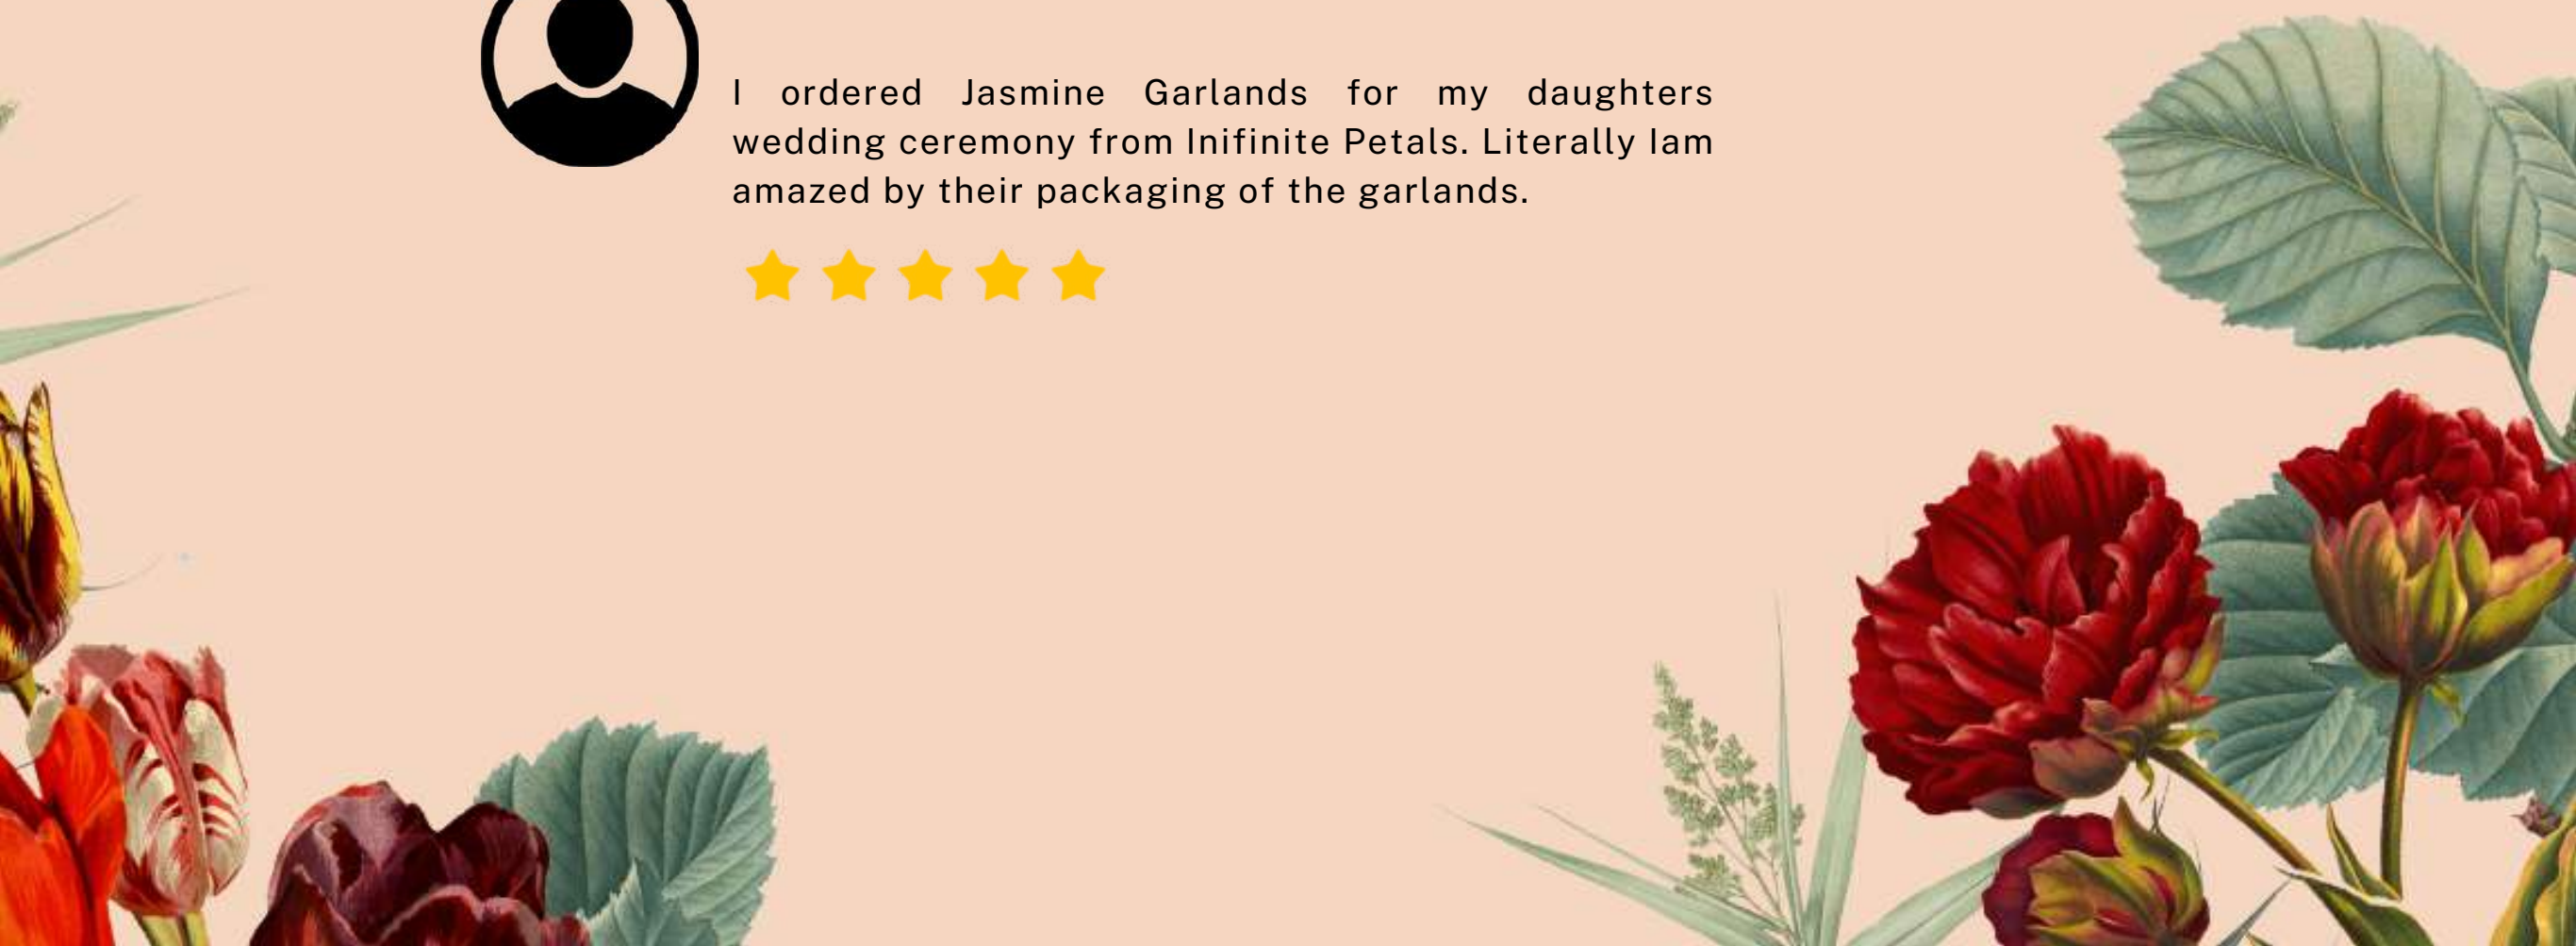 I ordered Jasmine Garlands for my daughters
wedding ceremony from Inifinite Petals. Literally Iam
amazed by their packaging of the garlands.